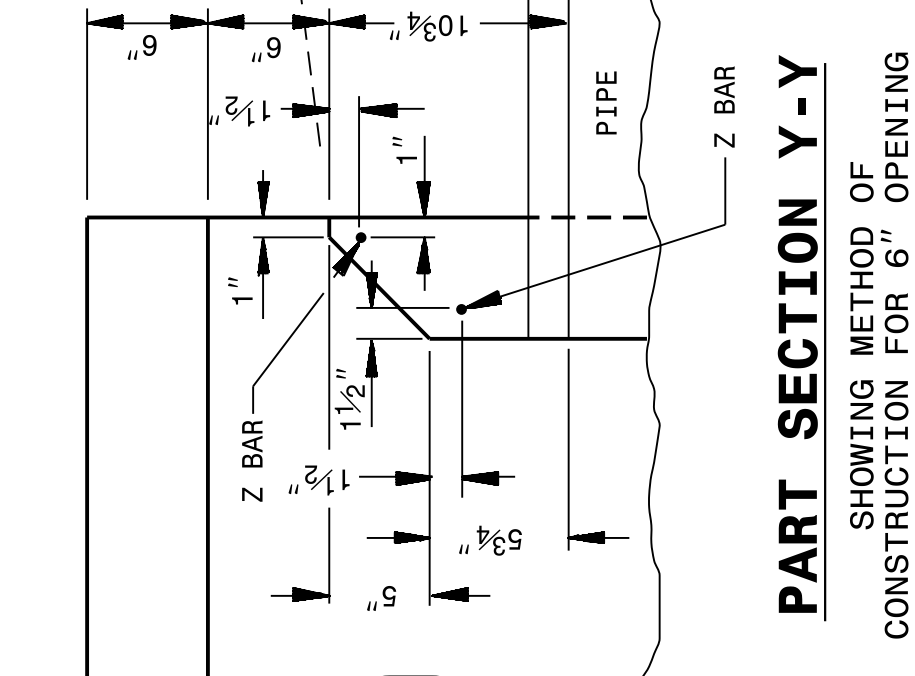 6"
6"
10¾"
1½"
1"
PIPE
Z BAR
1"
1½"
Z BAR
1½"
5¾"
5"
PART SECTION Y-Y
SHOWING METHOD OF
CONSTRUCTION FOR 6" OPENING